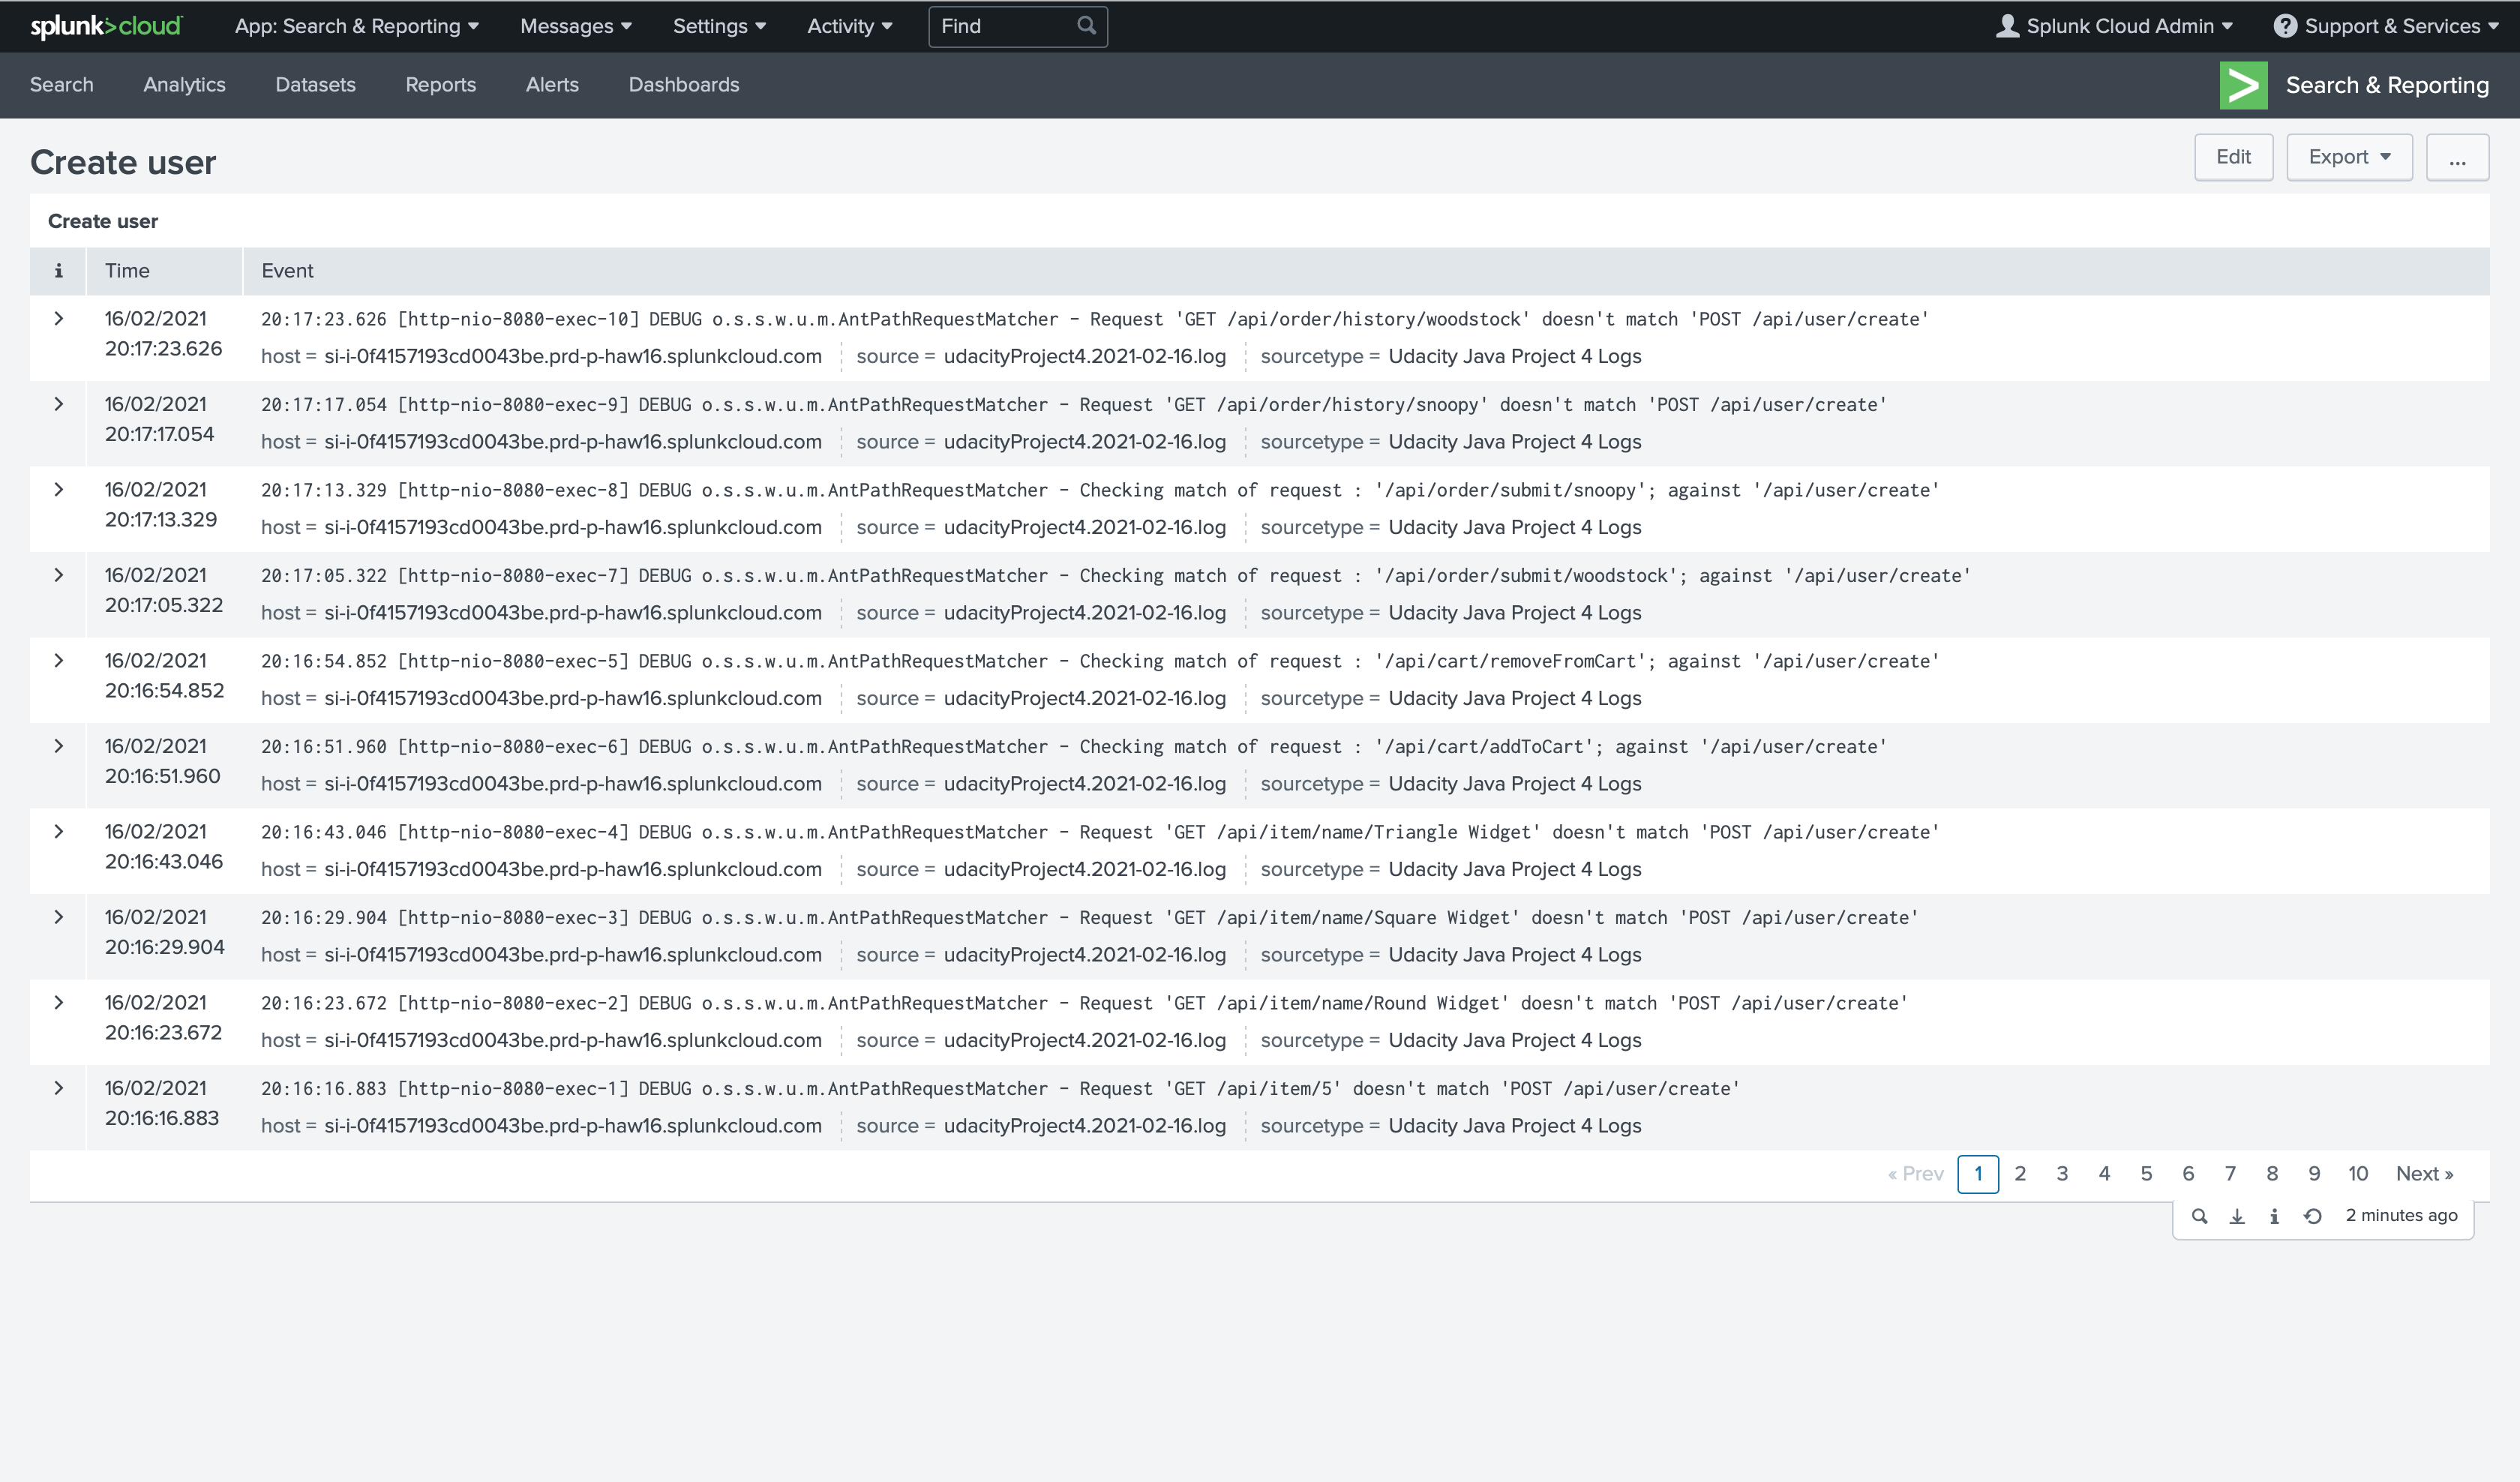 splunk>cloud App: Search & Reporting Messages Settings Activity Find Splunk Cloud Admin ? Support & Services
Search Analytics Datasets Reports Alerts Dashboards > Search & Reporting
Create user Edit Export ...
Create user
i Time Event
16/02/2021 20:17:23.626 [http-nio-8080-exec-10] DEBUG o.s.s.w.u.m.AntPathRequestMatcher - Request 'GET /api/order/history/woodstock' doesn't match 'POST /api/user/create'
20:17:23.626 host = si-i-0f4157193cd0043be.prd-p-haw16.splunkcloud.com source = udacityProject4.2021-02-16.log sourcetype = Udacity Java Project 4 Logs
16/02/2021 20:17:17.054 [http-nio-8080-exec-9] DEBUG o.s.s.w.u.m.AntPathRequestMatcher - Request 'GET /api/order/history/snoopy' doesn't match 'POST /api/user/create'
20:17:17.054 host = si-i-0f4157193cd0043be.prd-p-haw16.splunkcloud.com source = udacityProject4.2021-02-16.log sourcetype = Udacity Java Project 4 Logs
16/02/2021 20:17:13.329 [http-nio-8080-exec-8] DEBUG o.s.s.w.u.m.AntPathRequestMatcher - Checking match of request : '/api/order/submit/snoopy'; against '/api/user/create'
20:17:13.329 host = si-i-0f4157193cd0043be.prd-p-haw16.splunkcloud.com source = udacityProject4.2021-02-16.log sourcetype = Udacity Java Project 4 Logs
16/02/2021 20:17:05.322 [http-nio-8080-exec-7] DEBUG o.s.s.w.u.m.AntPathRequestMatcher - Checking match of request : '/api/order/submit/woodstock'; against '/api/user/create'
20:17:05.322 host = si-i-0f4157193cd0043be.prd-p-haw16.splunkcloud.com source = udacityProject4.2021-02-16.log sourcetype = Udacity Java Project 4 Logs
16/02/2021 20:16:54.852 [http-nio-8080-exec-5] DEBUG o.s.s.w.u.m.AntPathRequestMatcher - Checking match of request : '/api/cart/removeFromCart'; against '/api/user/create'
20:16:54.852 host = si-i-0f4157193cd0043be.prd-p-haw16.splunkcloud.com source = udacityProject4.2021-02-16.log sourcetype = Udacity Java Project 4 Logs
16/02/2021 20:16:51.960 [http-nio-8080-exec-6] DEBUG o.s.s.w.u.m.AntPathRequestMatcher - Checking match of request : '/api/cart/addToCart'; against '/api/user/create'
20:16:51.960 host = si-i-0f4157193cd0043be.prd-p-haw16.splunkcloud.com source = udacityProject4.2021-02-16.log sourcetype = Udacity Java Project 4 Logs
16/02/2021 20:16:43.046 [http-nio-8080-exec-4] DEBUG o.s.s.w.u.m.AntPathRequestMatcher - Request 'GET /api/item/name/Triangle Widget' doesn't match 'POST /api/user/create'
20:16:43.046 host = si-i-0f4157193cd0043be.prd-p-haw16.splunkcloud.com source = udacityProject4.2021-02-16.log sourcetype = Udacity Java Project 4 Logs
16/02/2021 20:16:29.904 [http-nio-8080-exec-3] DEBUG o.s.s.w.u.m.AntPathRequestMatcher - Request 'GET /api/item/name/Square Widget' doesn't match 'POST /api/user/create'
20:16:29.904 host = si-i-0f4157193cd0043be.prd-p-haw16.splunkcloud.com source = udacityProject4.2021-02-16.log sourcetype = Udacity Java Project 4 Logs
16/02/2021 20:16:23.672 [http-nio-8080-exec-2] DEBUG o.s.s.w.u.m.AntPathRequestMatcher - Request 'GET /api/item/name/Round Widget' doesn't match 'POST /api/user/create'
20:16:23.672 host = si-i-0f4157193cd0043be.prd-p-haw16.splunkcloud.com source = udacityProject4.2021-02-16.log sourcetype = Udacity Java Project 4 Logs
16/02/2021 20:16:16.883 [http-nio-8080-exec-1] DEBUG o.s.s.w.u.m.AntPathRequestMatcher - Request 'GET /api/item/5' doesn't match 'POST /api/user/create'
20:16:16.883 host = si-i-0f4157193cd0043be.prd-p-haw16.splunkcloud.com source = udacityProject4.2021-02-16.log sourcetype = Udacity Java Project 4 Logs
« Prev 1 2 3 4 5 6 7 8 9 10 Next »
i 2 minutes ago